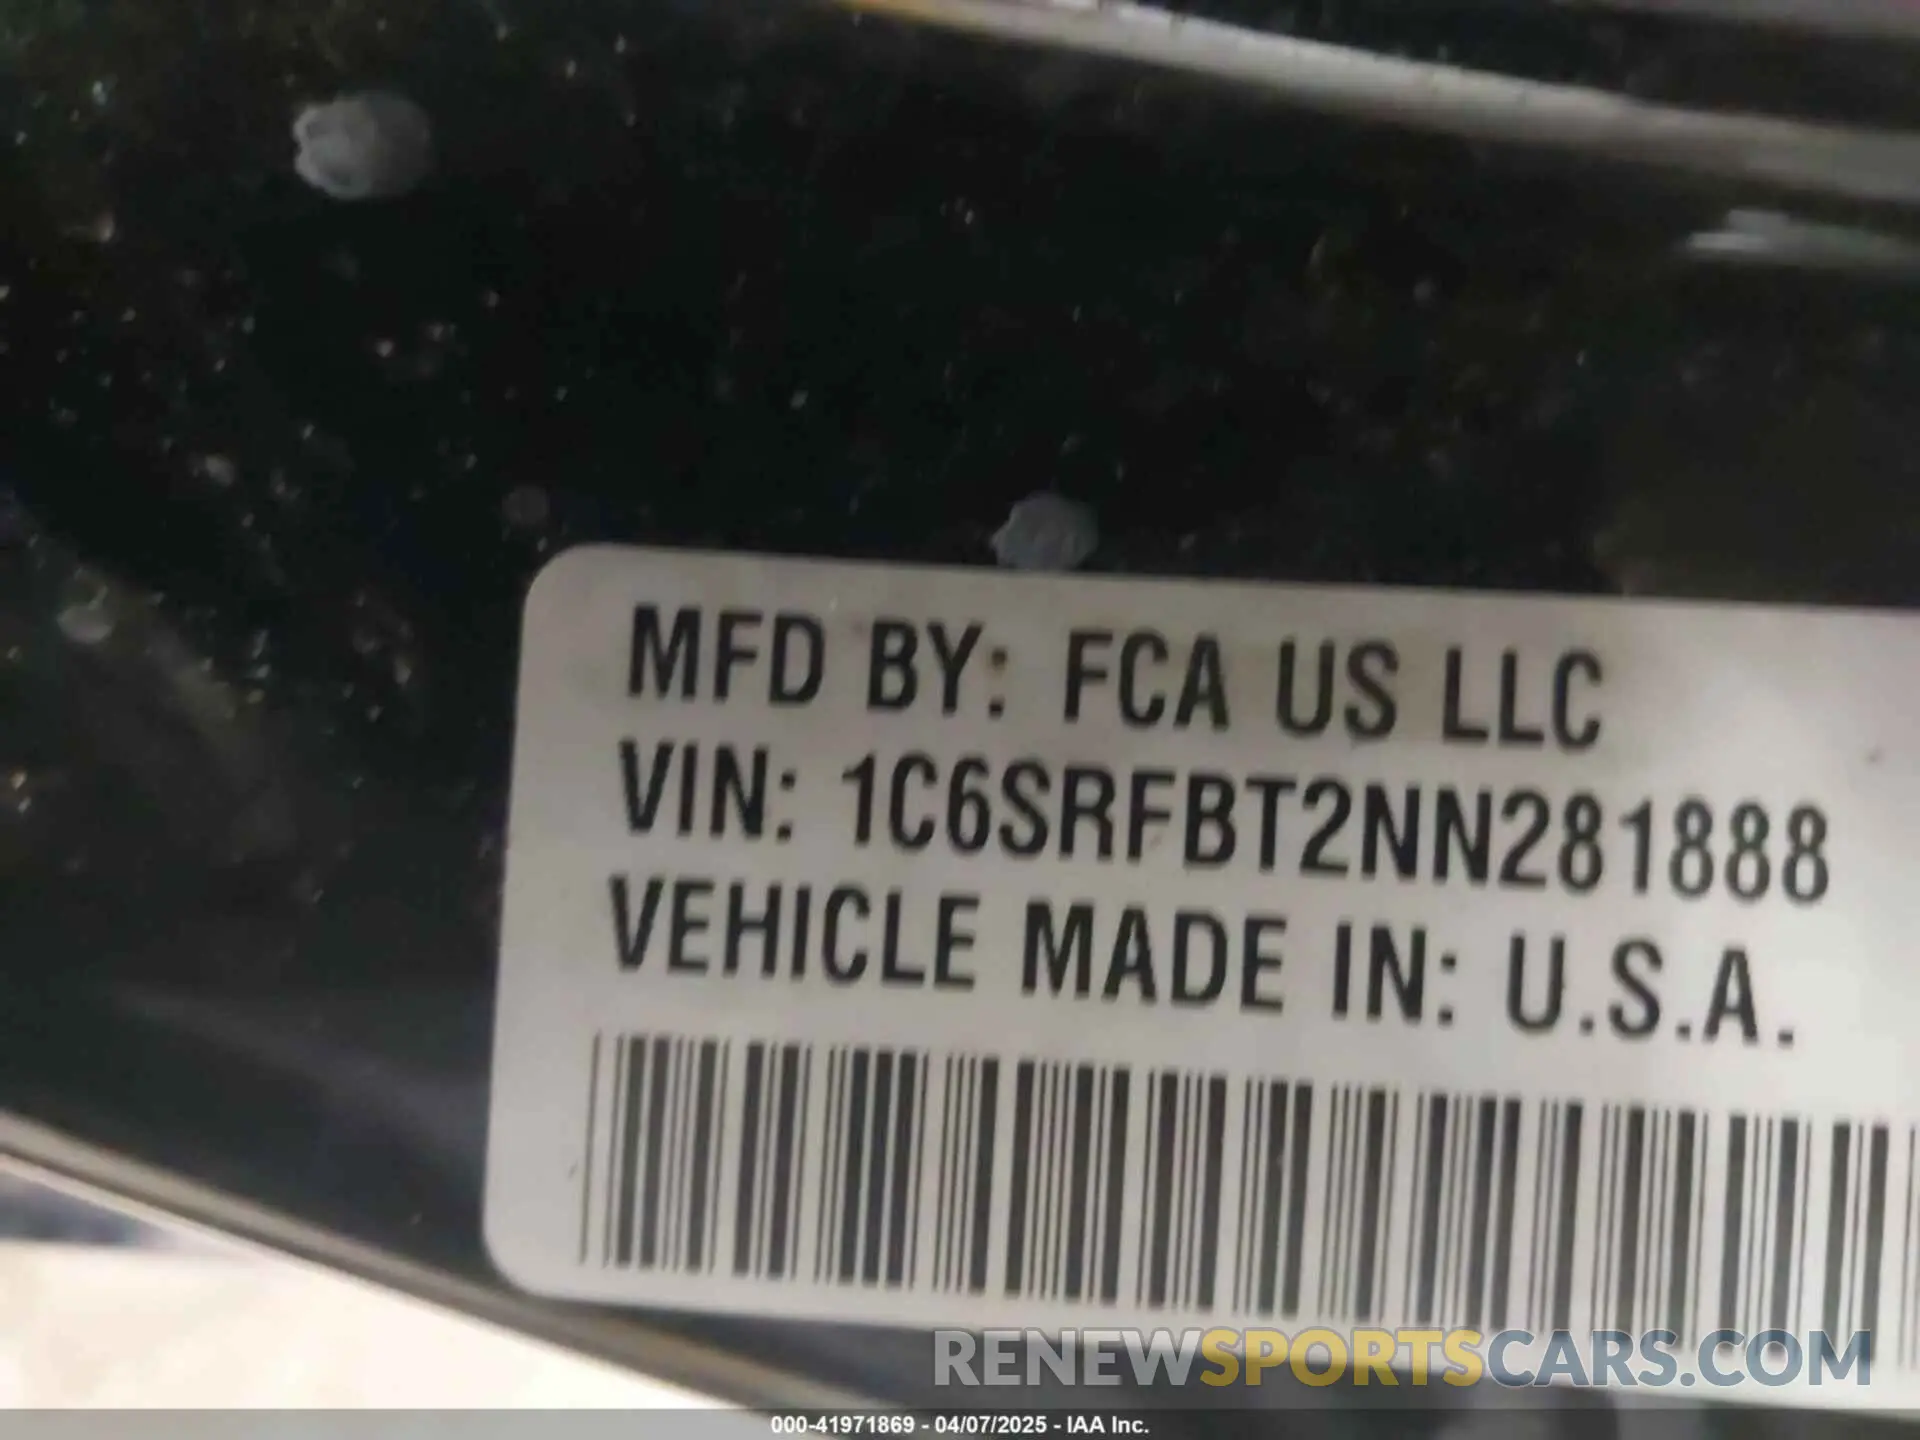 MFD BY: FCA US LLC
VIN: 1C6SRFBT2NN281888
VEHICLE MADE IN: U.S.A.
RENEWSPORTSCARS.COM
000-41971869 - 04/07/2025 - IAA Inc.